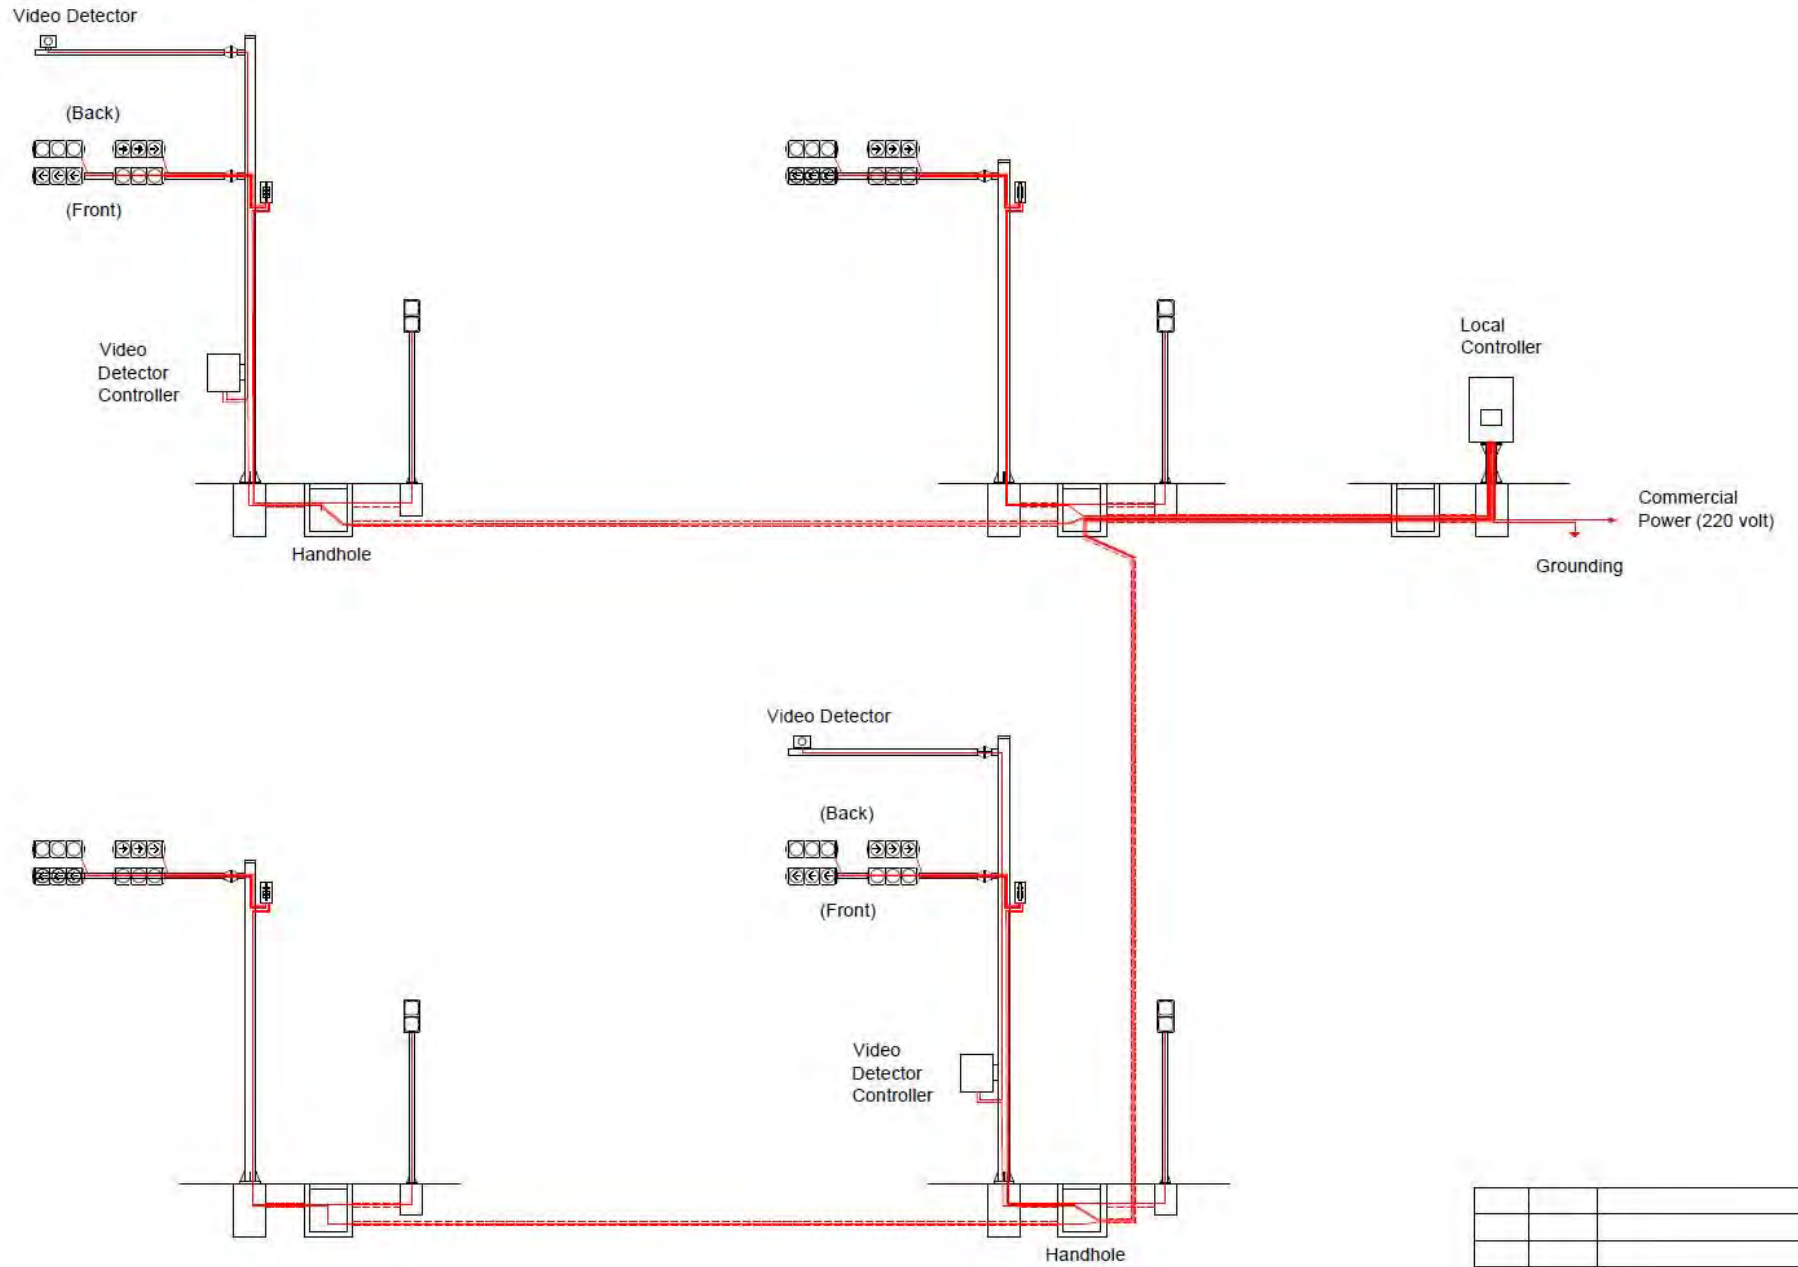 Video Detector
(Back)
(Front)
Video
Detector
Controller
Handhole
Local
Controller
Commercial
Power (220 volt)
Grounding
Video Detector
(Back)
(Front)
Video
Detector
Controller
Handhole